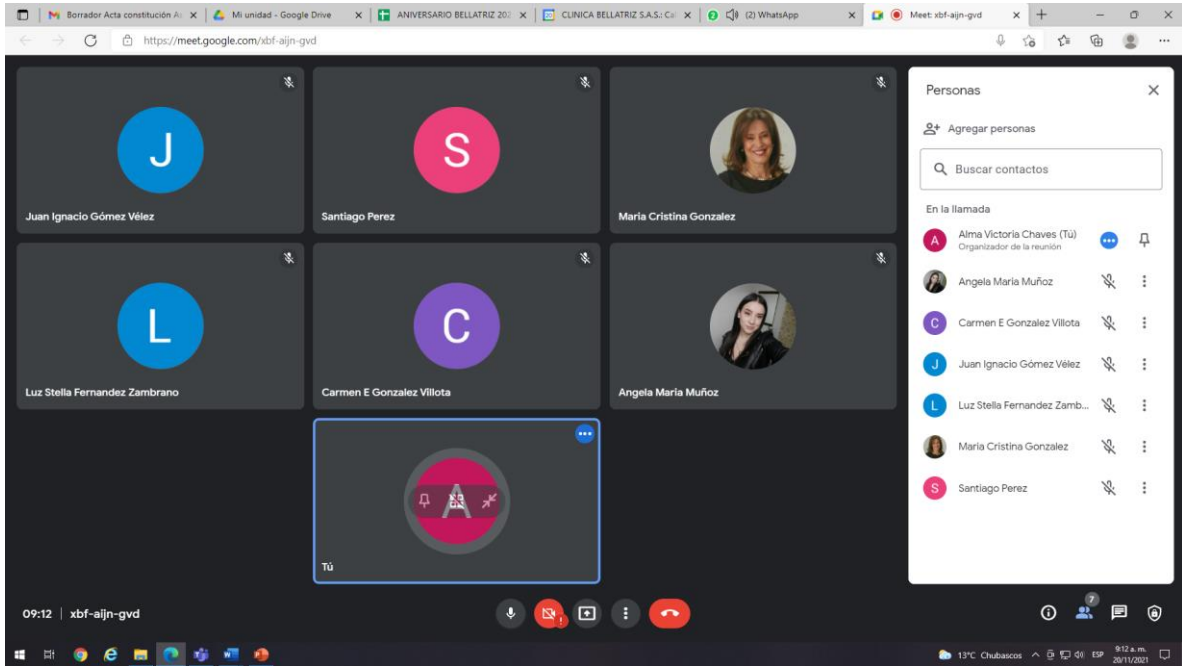 Borrador Acta constitución A
Mi unidad - Google Drive
ANIVERSARIO BELLATRIZ 202
CLINICA BELLATRIZ S.A.S.: Cal
(2) WhatsApp
Meet: xbf-aijn-gvd
https://meet.google.com/xbf-aijn-gvd
J
Juan Ignacio Gómez Vélez
S
Santiago Perez
Maria Cristina Gonzalez
L
Luz Stella Fernandez Zambrano
C
Carmen E Gonzalez Villota
Angela Maria Muñoz
A
Tú
Personas
Agregar personas
Buscar contactos
En la llamada
A Alma Victoria Chaves (Tú)
Organizador de la reunión
Angela Maria Muñoz
C Carmen E Gonzalez Villota
J Juan Ignacio Gómez Vélez
L Luz Stella Fernandez Zamb...
Maria Cristina Gonzalez
S Santiago Perez
09:12 | xbf-aijn-gvd
7
13°C Chubascos
ESP
9:12 a. m.
20/11/2021